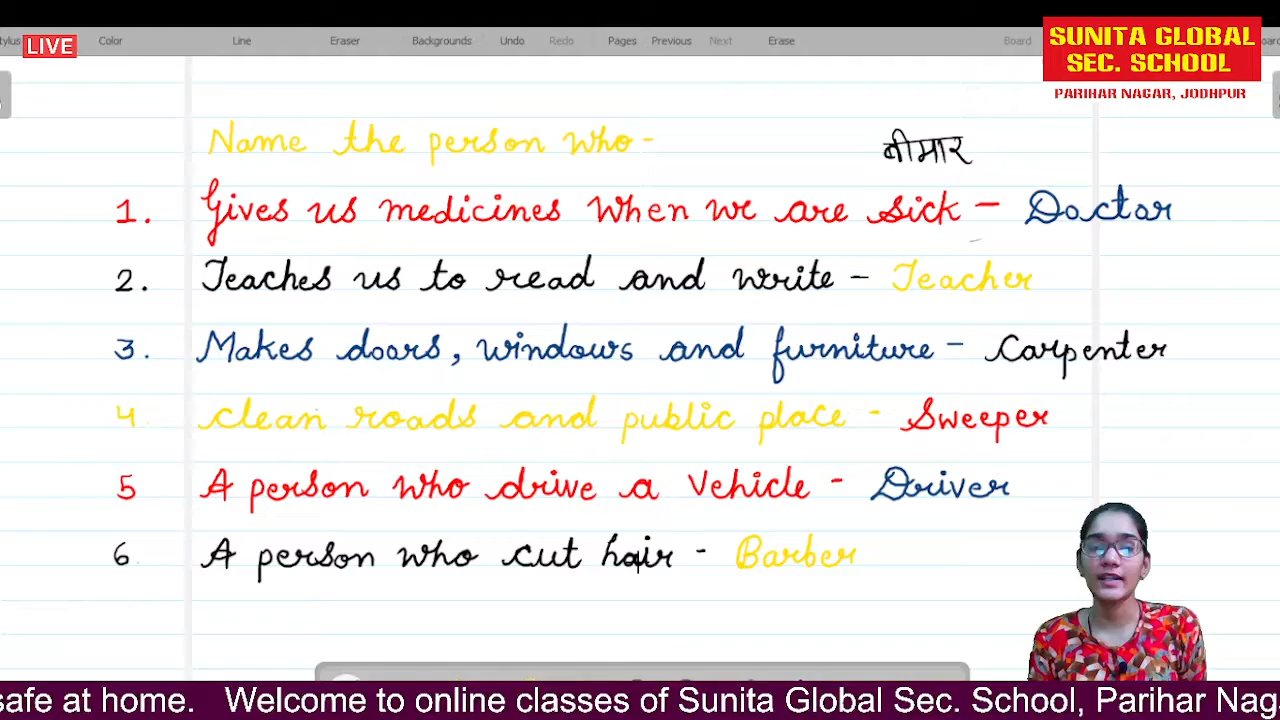 tylus Color Line Eraser Backgrounds Undo Redo Pages Previous Next Erase Board
LIVE
SUNITA GLOBAL
SEC. SCHOOL
PARIHAR NAGAR, JODHPUR
Name the person who-
बीमार
1. Gives us medicines when we are sick - Doctor
2. Teaches us to read and write - Teacher
3. Makes doors, windows and furniture - Carpenter
4 clean roads and public place - Sweeper
5 A person who drive a vehicle - Driver
6 A person who cut hair - Barber
safe at home. Welcome to online classes of Sunita Global Sec. School, Parihar Naga